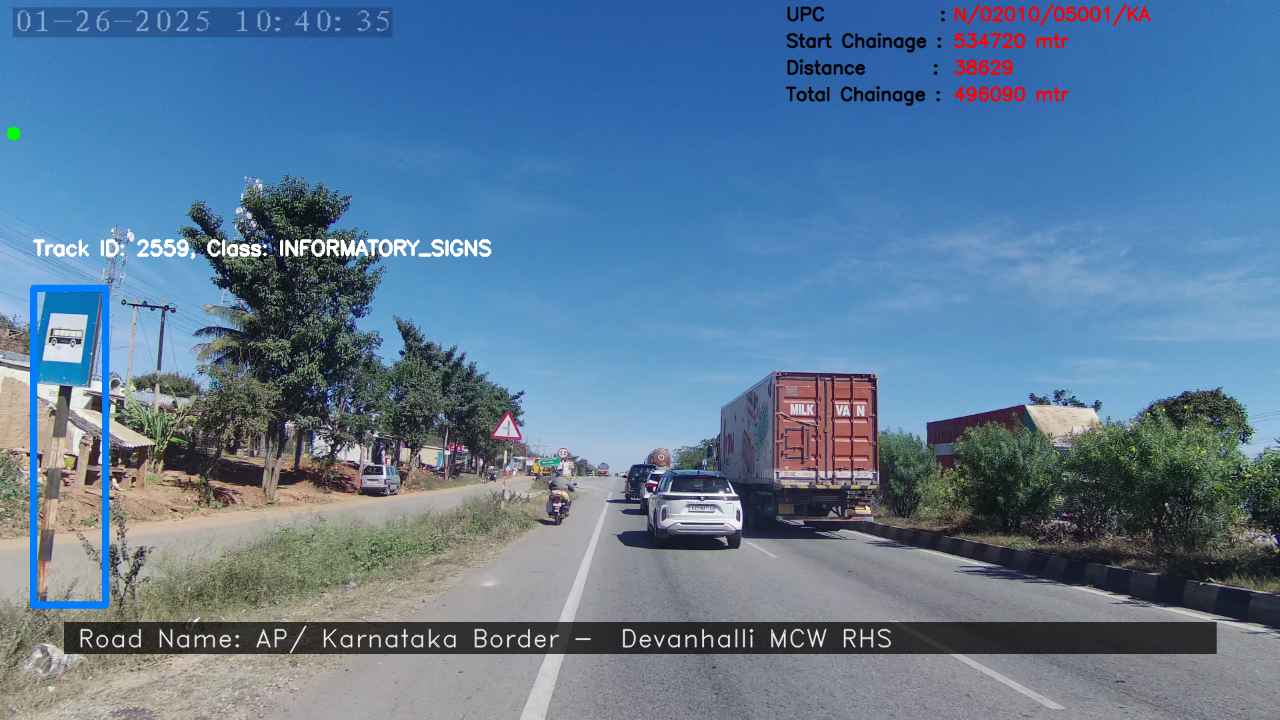 01-26-2025 10:40:35
UPC : N/02010/05001/KA
Start Chainage : 534720 mtr
Distance : 38629
Total Chainage : 496090 mtr
Track ID: 2559, Class: INFORMATORY_SIGNS
MILK VAN
Road Name: AP/ Karnataka Border - Devanhalli MCW RHS